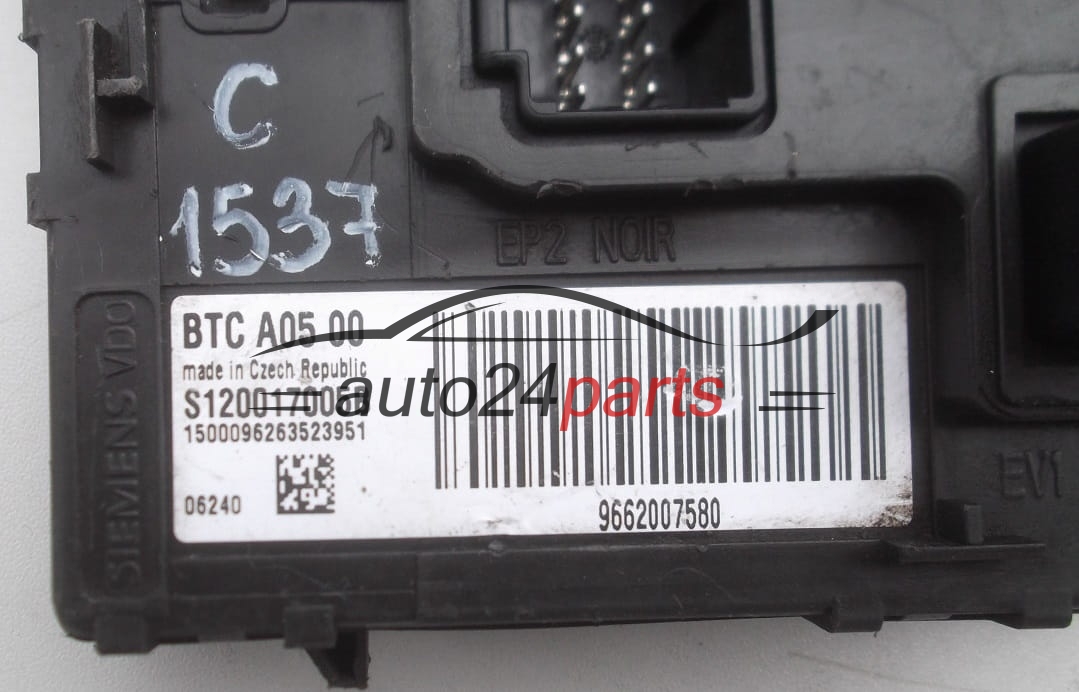 C
1537
EP2 NOIR
SIEMENS VDO
BTC A05 00
made in Czech Republic
1500096263523951
06240
9662007580
auto24parts
EV1